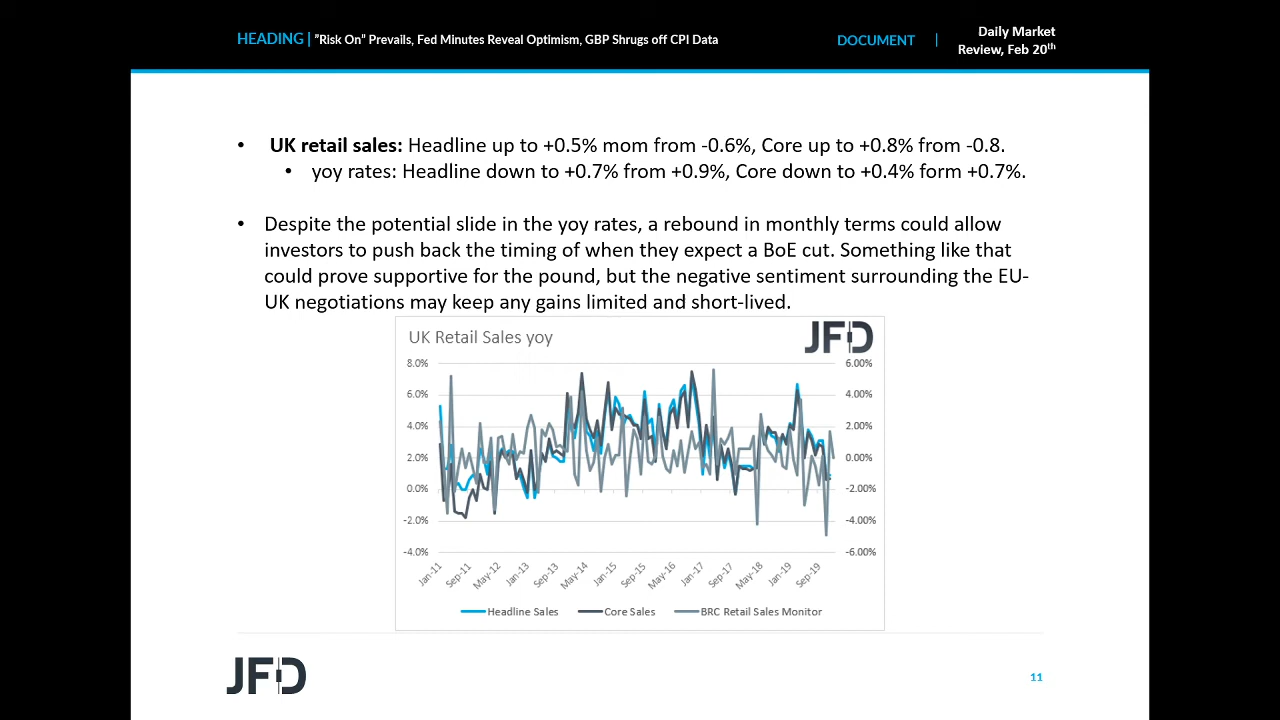 HEADING | "Risk On" Prevails, Fed Minutes Reveal Optimism, GBP Shrugs off CPI Data
DOCUMENT |
Daily Market
Review, Feb 20th
• UK retail sales: Headline up to +0.5% mom from -0.6%, Core up to +0.8% from -0.8.
• yoy rates: Headline down to +0.7% from +0.9%, Core down to +0.4% form +0.7%.
• Despite the potential slide in the yoy rates, a rebound in monthly terms could allow
investors to push back the timing of when they expect a BoE cut. Something like that
could prove supportive for the pound, but the negative sentiment surrounding the EU-
UK negotiations may keep any gains limited and short-lived.
UK Retail Sales yoy
JFD
8.0%
6.0%
4.0%
2.0%
0.0%
-2.0%
-4.0%
6.00%
4.00%
2.00%
0.00%
-2.00%
-4.00%
-6.00%
Jan-11
Sep-11
May-12
Jan-13
Sep-13
May-14
Jan-15
Sep-15
May-16
Jan-17
Sep-17
May-18
Jan-19
Sep-19
Headline Sales
Core Sales
BRC Retail Sales Monitor
JFD
11